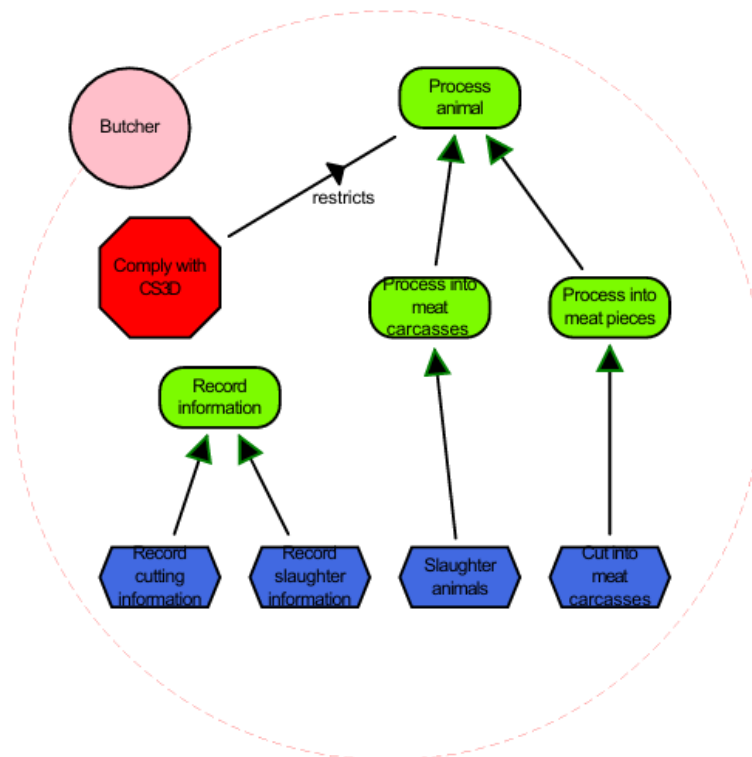 Process
animal
Butcher
restricts
Comply with
CS3D
Process into
meat
carcasses
Process into
meat pieces
Record
information
Record
cutting
information
Record
slaughter
information
Slaughter
animals
Cut into
meat
carcasses